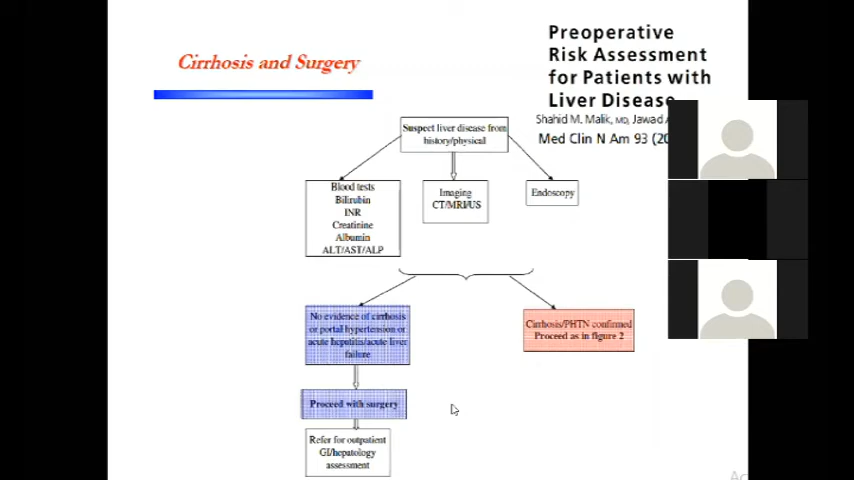 Cirrhosis and Surgery
Preoperative
Risk Assessment
for Patients with
Liver Disease
Shahid M. Malik, MD, Jawad A
Med Clin N Am 93 (20
Suspect liver disease from
history/physical
Blood tests
Bilirubin
INR
Creatinine
Albumin
ALT/AST/ALP
Imaging
CT/MRI/US
Endoscopy
No evidence of cirrhosis
or portal hypertension or
acute hepatitis/acute liver
failure
Cirrhosis/PHTN confirmed
Proceed as in figure 2
Proceed with surgery
Refer for outpatient
GI/hepatology
assessment